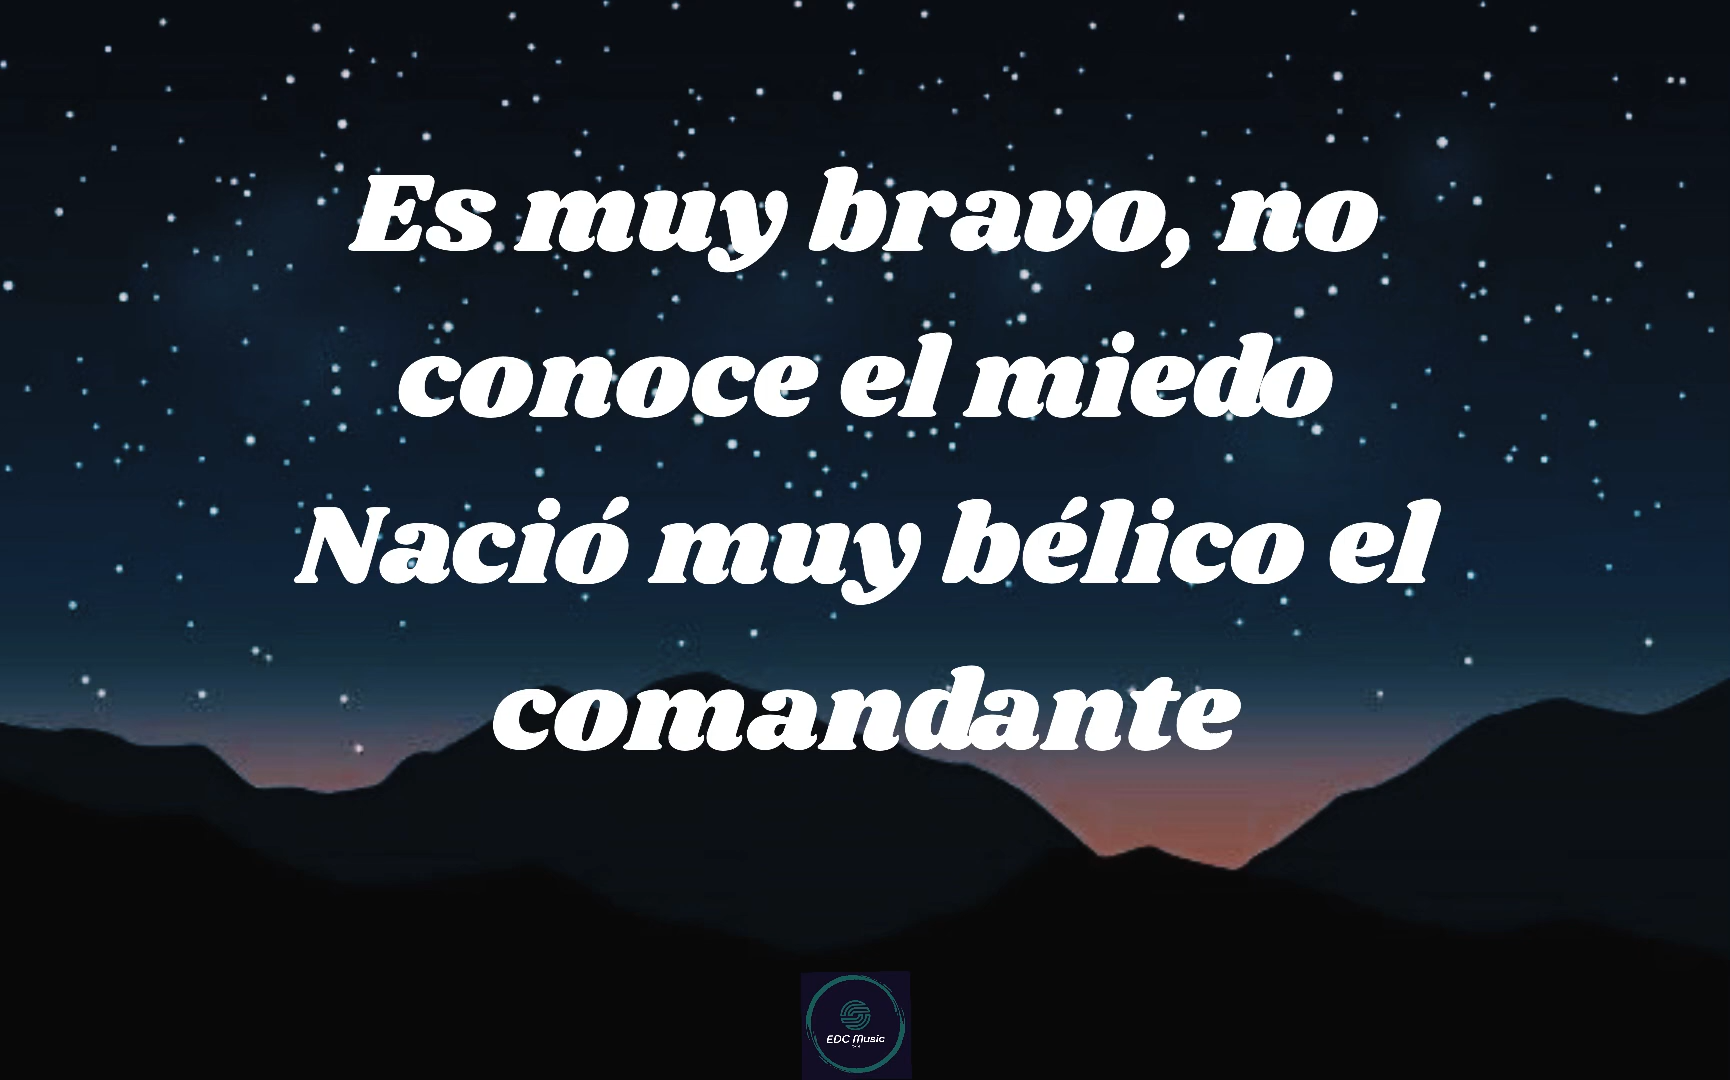 Es muy bravo, no
conoce el miedo
Nació muy bélico el
comandante
EDC Music